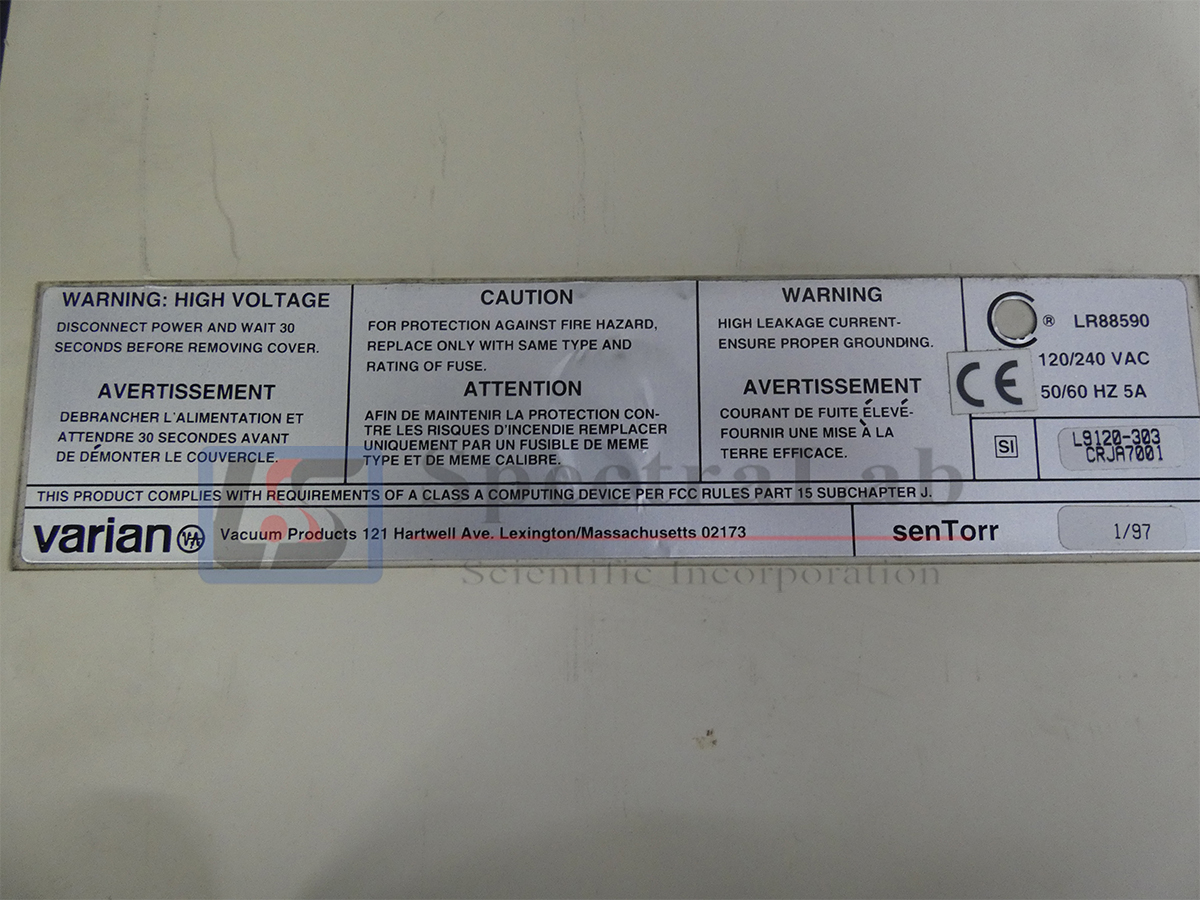 WARNING: HIGH VOLTAGE
DISCONNECT POWER AND WAIT 30
SECONDS BEFORE REMOVING COVER.
AVERTISSEMENT
DEBRANCHER L'ALIMENTATION ET
ATTENDRE 30 SECONDES AVANT
DE DÉMONTER LE COUVERCLE.
CAUTION
FOR PROTECTION AGAINST FIRE HAZARD,
REPLACE ONLY WITH SAME TYPE AND
RATING OF FUSE.
ATTENTION
AFIN DE MAINTENIR LA PROTECTION CON-
TRE LES RISQUES D'INCENDIE REMPLACER
UNIQUEMENT PAR UN FUSIBLE DE MEME
TYPE ET DE MEME CALIBRE.
WARNING
HIGH LEAKAGE CURRENT-
ENSURE PROPER GROUNDING.
AVERTISSEMENT
COURANT DE FUITE ÉLEVÉ-
FOURNIR UNE MISE À LA
TERRE EFFICACE.
® LR88590
120/240 VAC
CE 50/60 HZ 5A
SI
L9120-303
CRJA7001
THIS PRODUCT COMPLIES WITH REQUIREMENTS OF A CLASS A COMPUTING DEVICE PER FCC RULES PART 15 SUBCHAPTER J.
varian VA Vacuum Products 121 Hartwell Ave. Lexington/Massachusetts 02173
senTorr
1/97
Spectra Lab
Scientific Incorporation